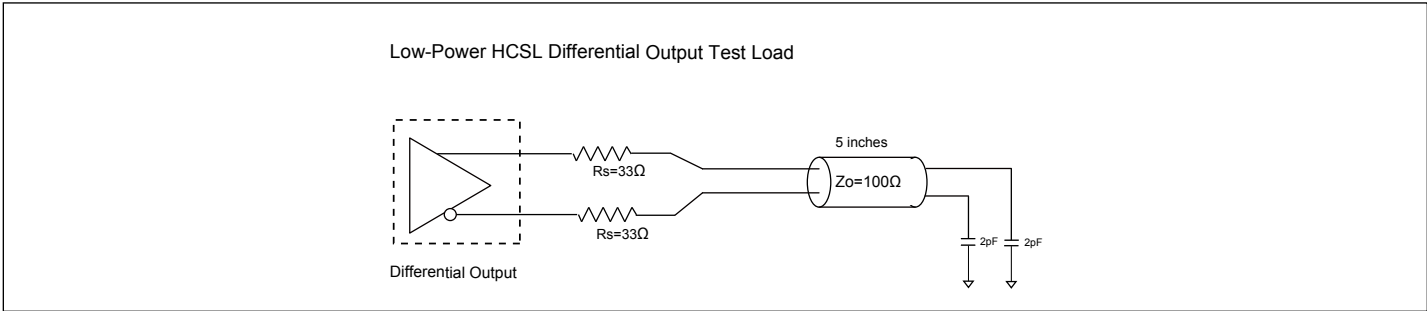 Low-Power HCSL Differential Output Test Load
5 inches
Rs=33Ω
Zo=100Ω
Rs=33Ω
2pF
2pF
Differential Output